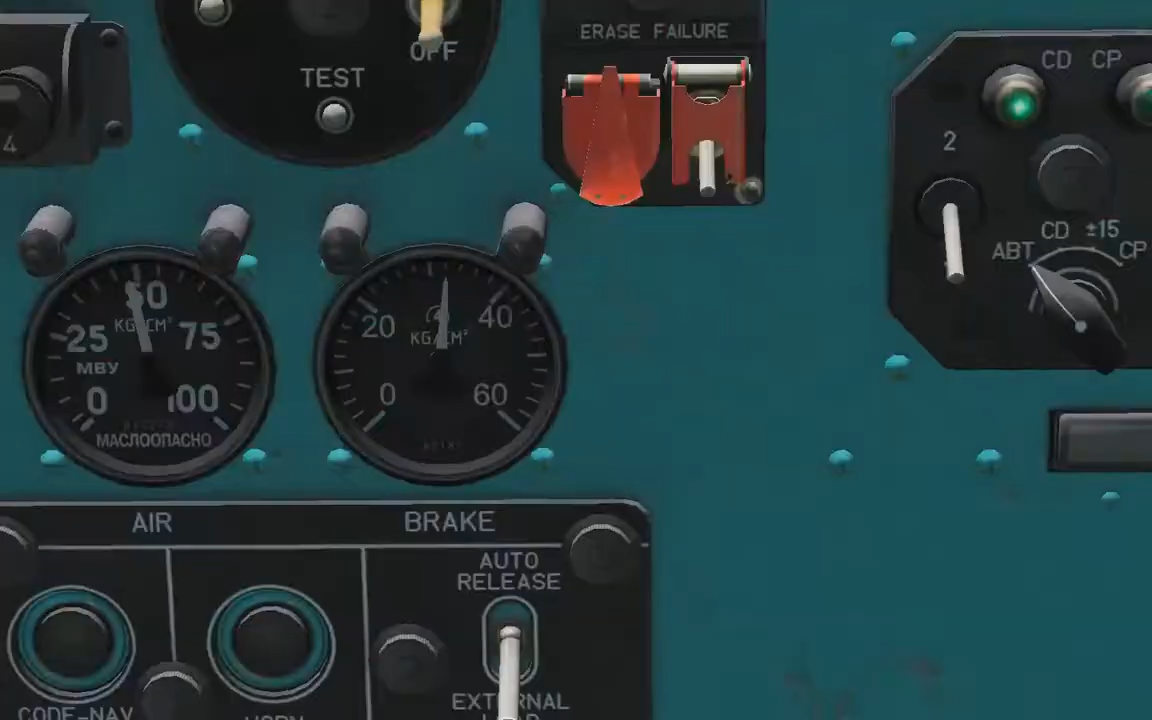 OFF
TEST
4
ERASE FAILURE
CD CP
2
CD ±15
ABT CP
50
KG/CM²
25 75
МВУ
0 100
МАСЛООПАСНО
20 40
KG/CM²
0 60
AIR BRAKE
AUTO
RELEASE
EXTERNAL
CODE-NAV